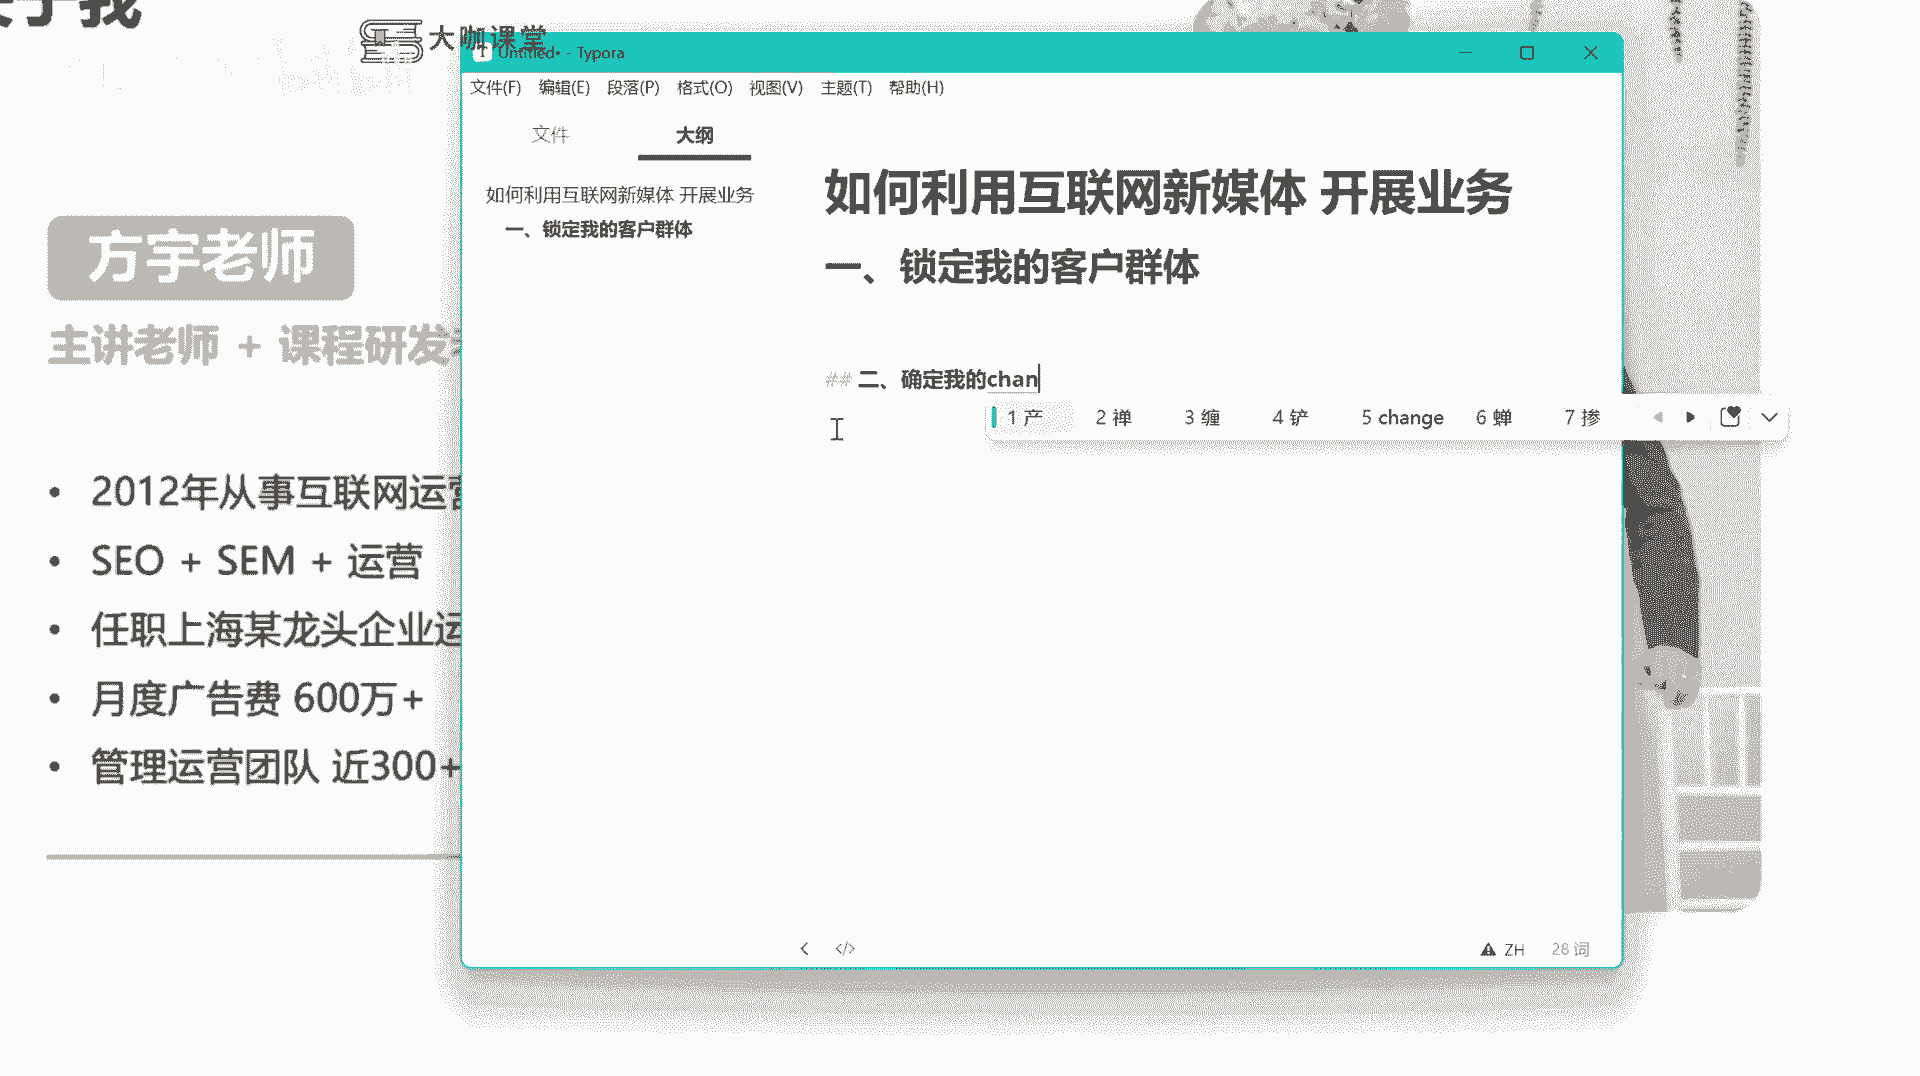 于我
大咖课堂
Untitled• - Typora
文件(F) 编辑(E) 段落(P) 格式(O) 视图(V) 主题(T) 帮助(H)
文件 大纲
如何利用互联网新媒体 开展业务
一、锁定我的客户群体
如何利用互联网新媒体 开展业务
一、锁定我的客户群体
## 二、确定我的chan
1 产 2 禅 3 缠 4 铲 5 change 6 蝉 7 掺
方宇老师
主讲老师 + 课程研发
• 2012年从事互联网运营
• SEO + SEM + 运营
• 任职上海某龙头企业运
• 月度广告费 600万+
• 管理运营团队 近300+
</> ZH 28 词